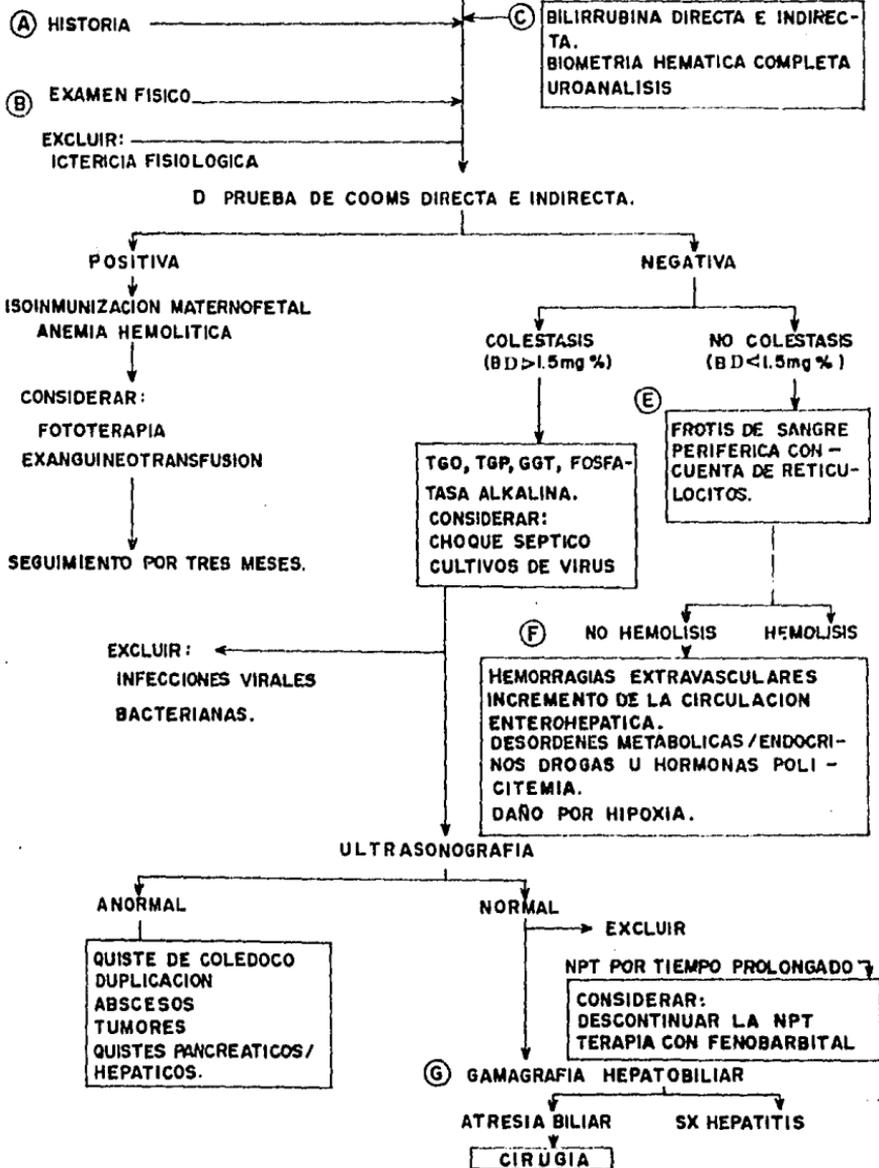 Ⓐ HISTORIA
Ⓒ BILIRRUBINA DIRECTA E INDIREC-
TA.
BIOMETRIA HEMATICA COMPLETA
UROANALISIS
Ⓑ EXAMEN FISICO
EXCLUIR:
ICTERICIA FISIOLOGICA
D PRUEBA DE COOMS DIRECTA E INDIRECTA.
POSITIVA
ISOINMUNIZACION MATERNOFETAL
ANEMIA HEMOLITICA
CONSIDERAR:
FOTOTERAPIA
EXANGUINEOTRANSFUSION
SEGUIMIENTO POR TRES MESES.
NEGATIVA
COLESTASIS
(BD>1.5mg%)
NO COLESTASIS
(BD<1.5mg%)
TGO, TGP, GGT, FOSFA-
TASA ALKALINA.
CONSIDERAR:
CHOQUE SEPTICO
CULTIVOS DE VIRUS
Ⓔ
FROTIS DE SANGRE
PERIFERICA CON-
CUENTA DE RETICU-
LOCITOS.
EXCLUIR:
INFECCIONES VIRALES
BACTERIANAS.
Ⓕ NO HEMOLISIS
HEMOLISIS
HEMORRAGIAS EXTRAVASCULARES
INCREMENTO DE LA CIRCULACION
ENTEROHEPATICA.
DESORDENES METABOLICAS/ENDOCRI-
NOS DROGAS U HORMONAS POLI-
CITEMIA.
DAÑO POR HIPOXIA.
ULTRASONOGRAFIA
ANORMAL
QUISTE DE COLEDOCO
DUPLICACION
ABSCESOS
TUMORES
QUISTES PANCREATICOS/
HEPATICOS.
NORMAL
EXCLUIR
NPT POR TIEMPO PROLONGADO
CONSIDERAR:
DESCONTINUAR LA NPT
TERAPIA CON FENOBARBITAL
Ⓖ GAMAGRAFIA HEPATOBILIAR
ATRESIA BILIAR
SX HEPATITIS
CIRUGIA